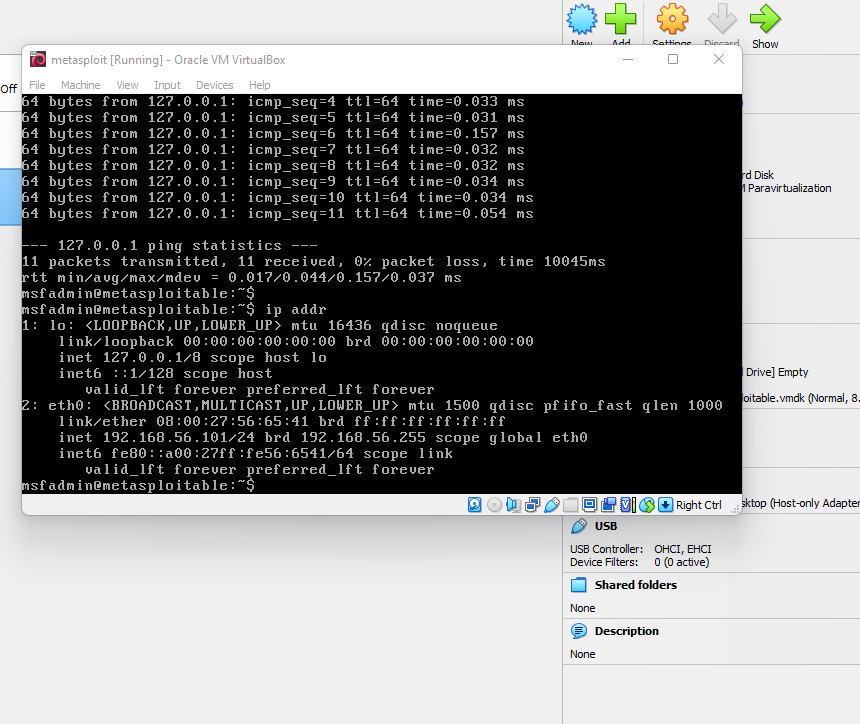 New Add Settings Discard Show
metasploit [Running] - Oracle VM VirtualBox
File Machine View Input Devices Help
Off
64 bytes from 127.0.0.1: icmp_seq=4 ttl=64 time=0.033 ms
64 bytes from 127.0.0.1: icmp_seq=5 ttl=64 time=0.031 ms
64 bytes from 127.0.0.1: icmp_seq=6 ttl=64 time=0.157 ms
64 bytes from 127.0.0.1: icmp_seq=7 ttl=64 time=0.032 ms
64 bytes from 127.0.0.1: icmp_seq=8 ttl=64 time=0.032 ms
64 bytes from 127.0.0.1: icmp_seq=9 ttl=64 time=0.034 ms
64 bytes from 127.0.0.1: icmp_seq=10 ttl=64 time=0.034 ms
64 bytes from 127.0.0.1: icmp_seq=11 ttl=64 time=0.054 ms
--- 127.0.0.1 ping statistics ---
11 packets transmitted, 11 received, 0% packet loss, time 10045ms
rtt min/avg/max/mdev = 0.017/0.044/0.157/0.037 ms
msfadmin@metasploitable:~$
msfadmin@metasploitable:~$ ip addr
1: lo: <LOOPBACK,UP,LOWER_UP> mtu 16436 qdisc noqueue
link/loopback 00:00:00:00:00:00 brd 00:00:00:00:00:00
inet 127.0.0.1/8 scope host lo
inet6 ::1/128 scope host
valid_lft forever preferred_lft forever
2: eth0: <BROADCAST,MULTICAST,UP,LOWER_UP> mtu 1500 qdisc pfifo_fast qlen 1000
link/ether 08:00:27:56:65:41 brd ff:ff:ff:ff:ff:ff
inet 192.168.56.101/24 brd 192.168.56.255 scope global eth0
inet6 fe80::a00:27ff:fe56:6541/64 scope link
valid_lft forever preferred_lft forever
msfadmin@metasploitable:~$
Right Ctrl
rd Disk
M Paravirtualization
l Drive] Empty
loitable.vmdk (Normal, 8.
sktop (Host-only Adapter
USB
USB Controller: OHCI, EHCI
Device Filters: 0 (0 active)
Shared folders
None
Description
None